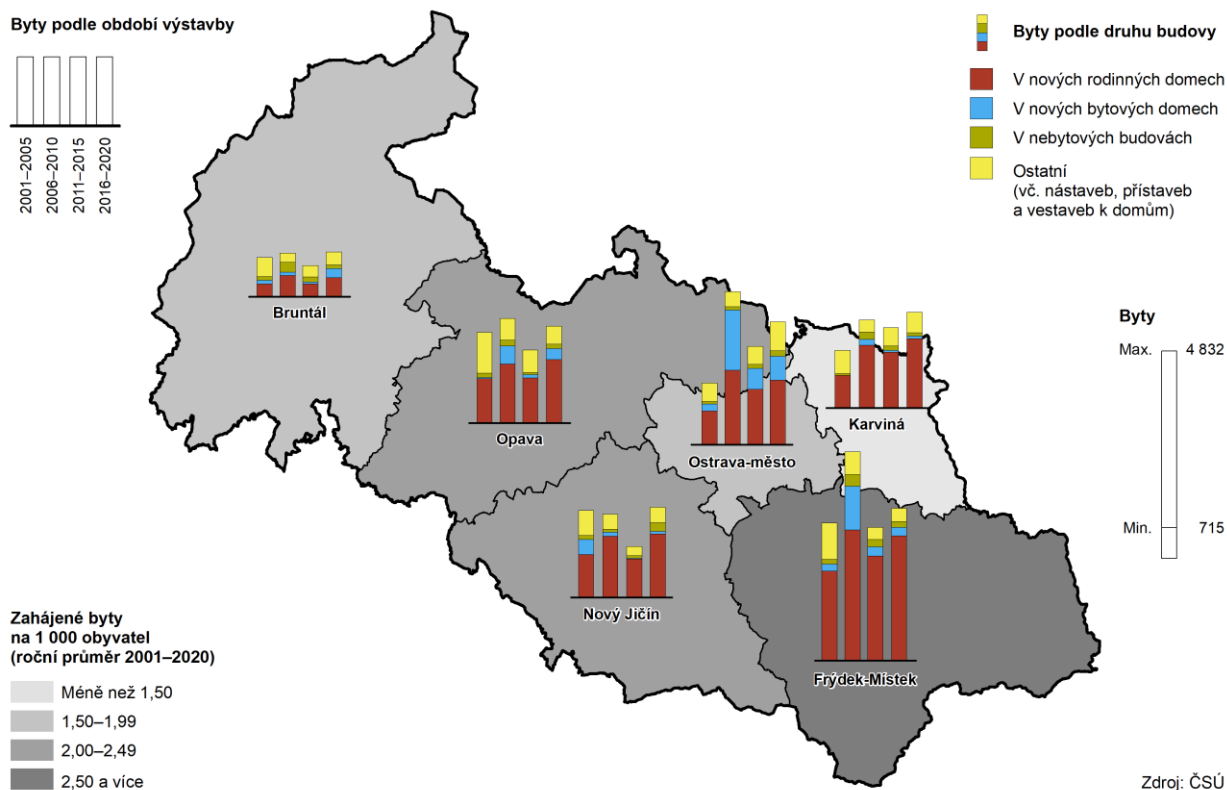 Byty podle období výstavby
2001–2005
2006–2010
2011–2015
2016–2020
Byty podle druhu budovy
V nových rodinných domech
V nových bytových domech
V nebytových budovách
Ostatní
(vč. nástaveb, přístaveb
a vestaveb k domům)
Bruntál
Opava
Ostrava-město
Karviná
Nový Jičín
Frýdek-Místek
Byty
Max. 4 832
Min. 715
Zahájené byty
na 1 000 obyvatel
(roční průměr 2001–2020)
Méně než 1,50
1,50–1,99
2,00–2,49
2,50 a více
Zdroj: ČSÚ